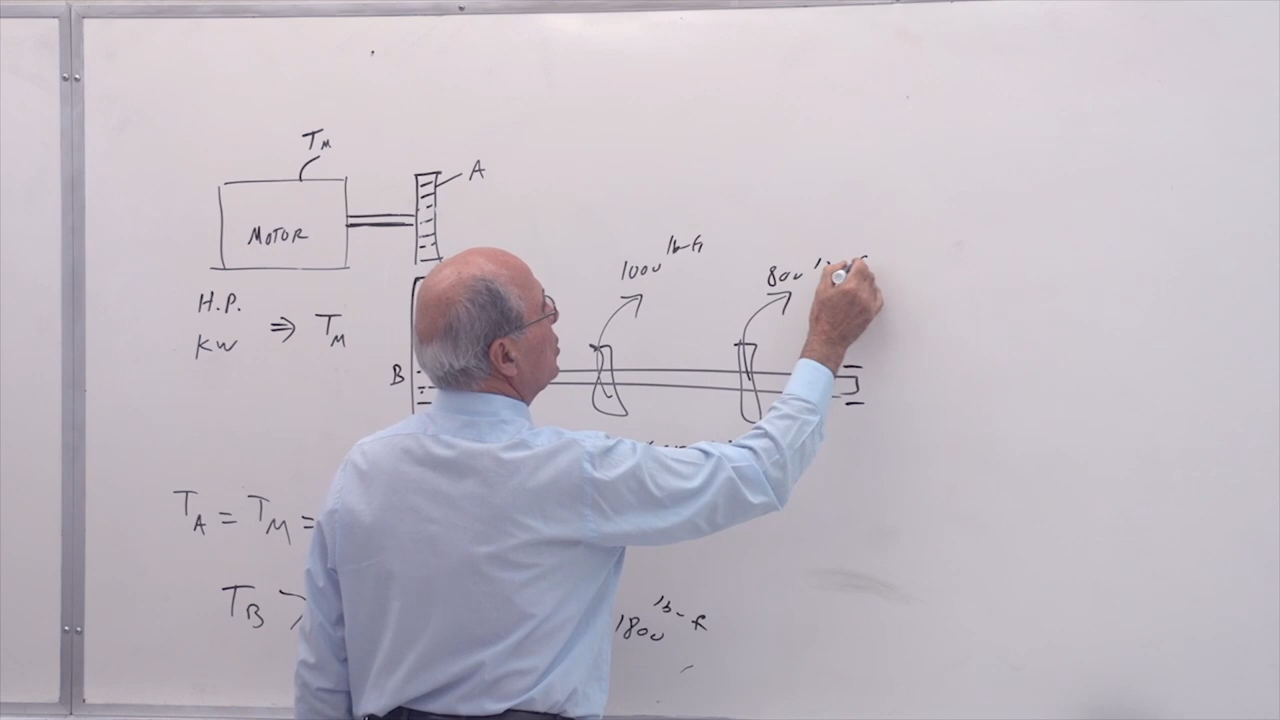 T_M
A
MOTOR
1000 lb-ft
800
H.P.
KW ⇒ T_M
B
T_A = T_M =
T_B >
1800 lb-ft